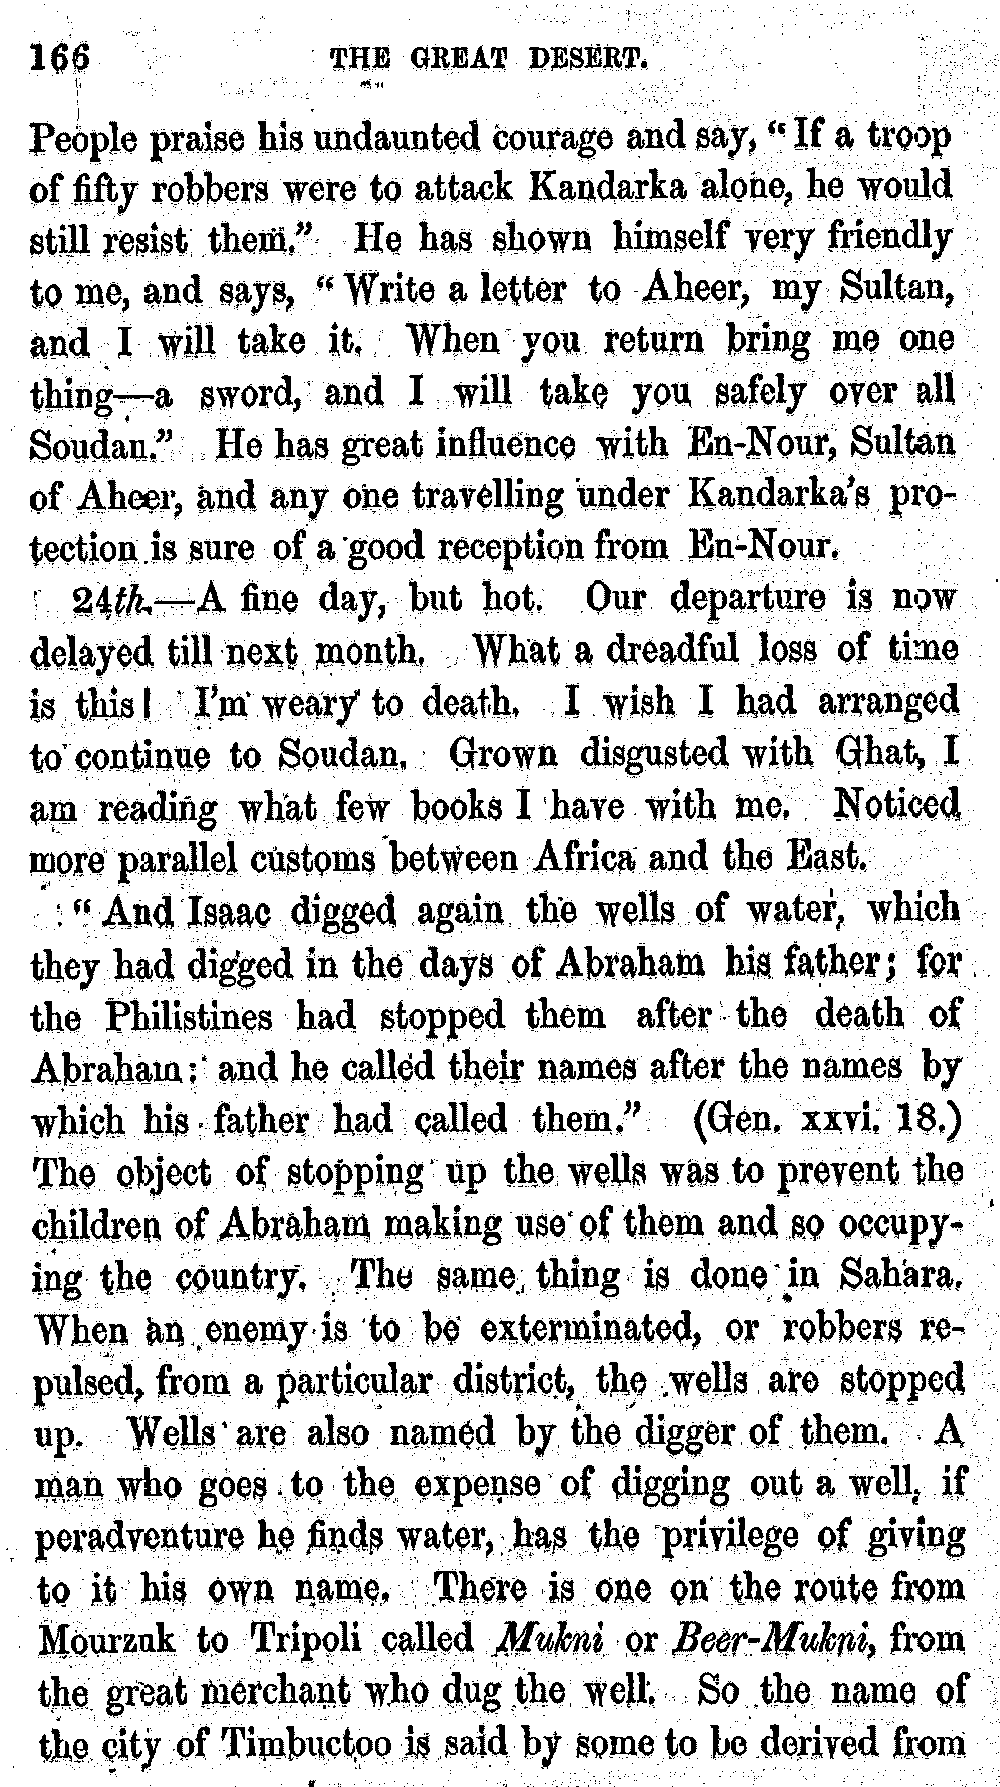 166 THE GREAT DESERT.
People praise his undaunted courage and say, “If a troop
of fifty robbers were to attack Kandarka alone, he would
still resist them.” He has shown himself very friendly
to me, and says, “Write a letter to Aheer, my Sultan,
and I will take it. When you return bring me one
thing—a sword, and I will take you safely over all
Soudan.” He has great influence with En-Nour, Sultan
of Aheer, and any one travelling under Kandarka’s pro-
tection is sure of a good reception from En-Nour.
24th.—A fine day, but hot. Our departure is now
delayed till next month. What a dreadful loss of time
is this! I’m weary to death. I wish I had arranged
to continue to Soudan. Grown disgusted with Ghat, I
am reading what few books I have with me. Noticed
more parallel customs between Africa and the East.
“And Isaac digged again the wells of water, which
they had digged in the days of Abraham his father; for
the Philistines had stopped them after the death of
Abraham: and he called their names after the names by
which his father had called them.” (Gen. xxvi. 18.)
The object of stopping up the wells was to prevent the
children of Abraham making use of them and so occupy-
ing the country. The same thing is done in Sahara.
When an enemy is to be exterminated, or robbers re-
pulsed, from a particular district, the wells are stopped
up. Wells are also named by the digger of them. A
man who goes to the expense of digging out a well, if
peradventure he finds water, has the privilege of giving
to it his own name. There is one on the route from
Mourzuk to Tripoli called Mukni or Beer-Mukni, from
the great merchant who dug the well. So the name of
the city of Timbuctoo is said by some to be derived from